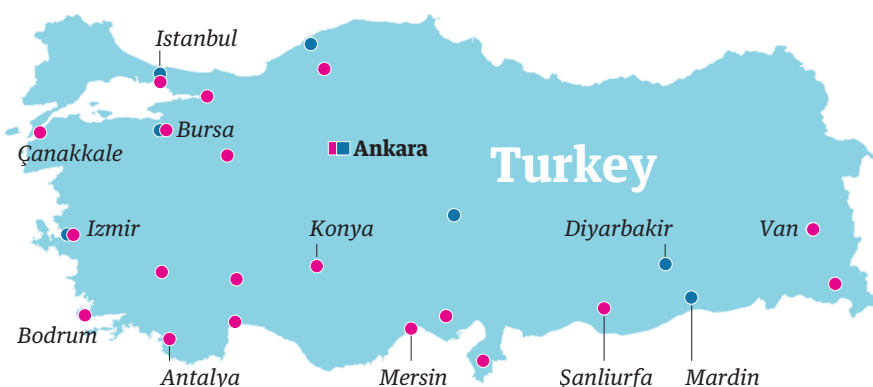 Istanbul
Bursa
Çanakkale
Ankara
Turkey
Izmir
Konya
Diyarbakir
Van
Bodrum
Antalya
Mersin
Şanliurfa
Mardin